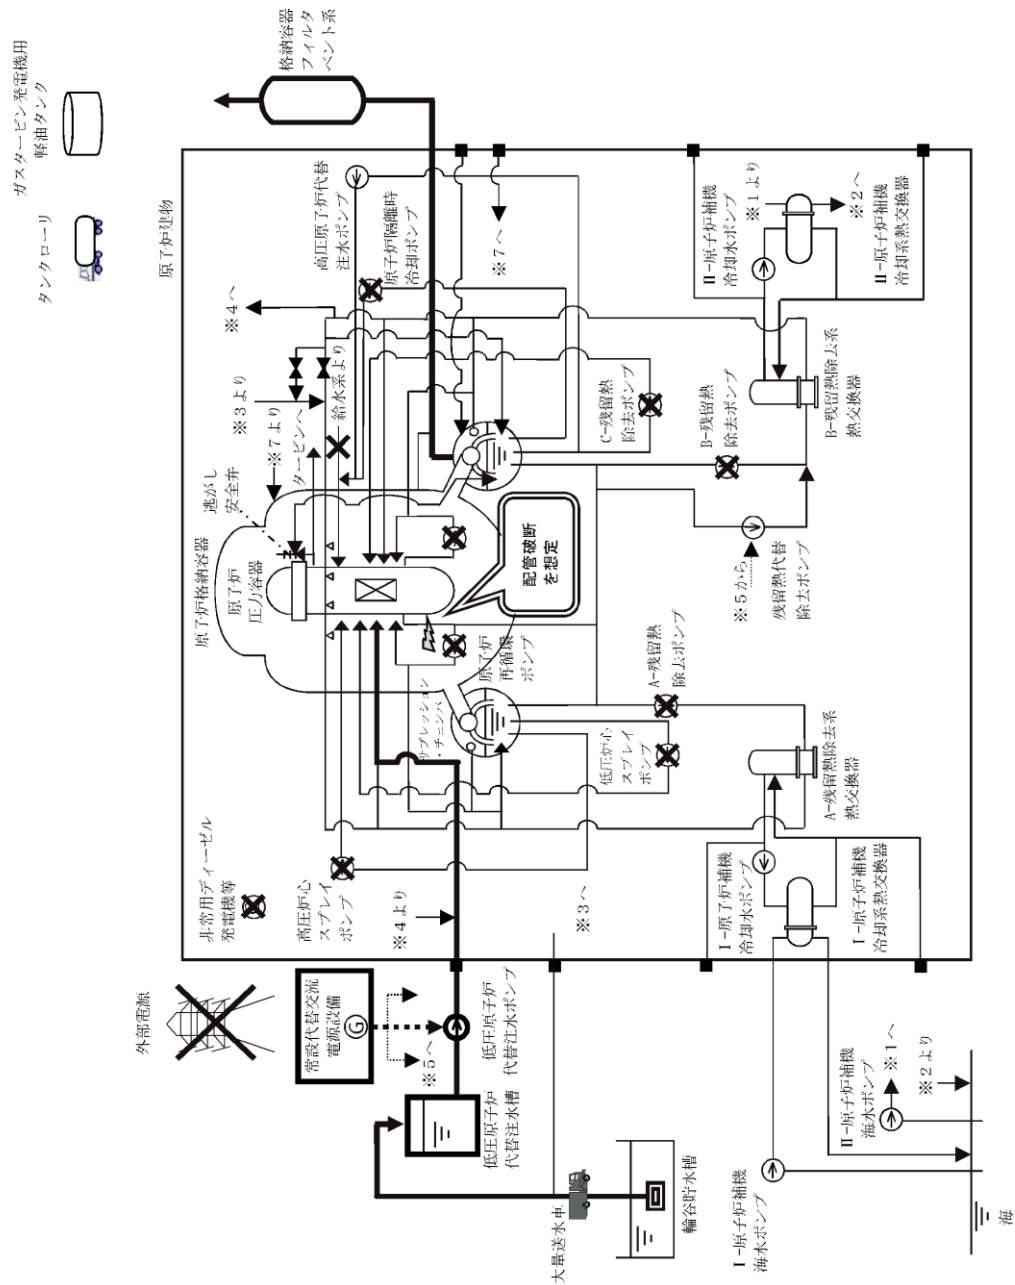 外部電源
常設代替交流
電源設備
G
※5へ
低圧原子炉
代替注水槽
低圧原子炉
代替注水ポンプ
大量送水車
輪谷貯水槽
Ⅰ-原子炉補機
海水ポンプ
Ⅱ-原子炉補機
海水ポンプ
※1へ
※2より
海
非常用ディーゼル
発電機等
高圧炉心
スプレイ
ポンプ
※4より
※3へ
Ⅰ-原子炉補機
冷却水ポンプ
Ⅰ-原子炉補機
冷却系熱交換器
サプレッション
・チェンバ
低圧炉心
スプレイ
ポンプ
A-残留熱
除去ポンプ
A-残留熱除去系
熱交換器
原子炉格納容器
原子炉
圧力容器
原子炉
再循環
ポンプ
配管破断
を想定
逃がし
安全弁
※7より
タービンへ
※3より
給水系より
※4へ
※5から
残留熱代替
除去ポンプ
C-残留熱
除去ポンプ
B-残留熱
除去ポンプ
B-残留熱除去系
熱交換器
原子炉建物
高圧原子炉代替
注水ポンプ
原子炉隔離時
冷却ポンプ
※7へ
Ⅱ-原子炉補機
冷却水ポンプ
※1より
※2へ
Ⅱ-原子炉補機
冷却系熱交換器
タンクローリ
ガスタービン発電機用
軽油タンク
格納容器
フィルタ
ベント系